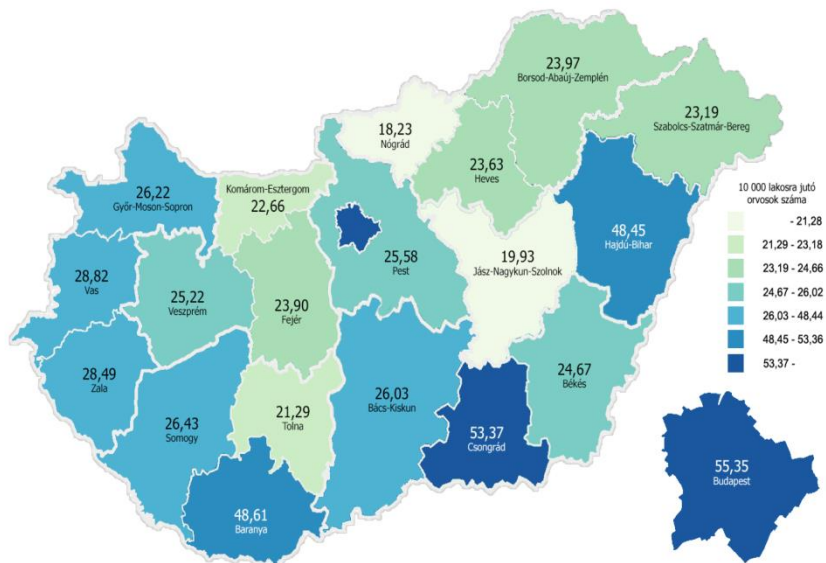 23,97
Borsod-Abaúj-Zemplén
23,19
Szabolcs-Szatmár-Bereg
18,23
Nógrád
23,63
Heves
Komárom-Esztergom
22,66
26,22
Győr-Moson-Sopron
48,45
Hajdú-Bihar
25,58
Pest
19,93
Jász-Nagykun-Szolnok
28,82
Vas
25,22
Veszprém
23,90
Fejér
28,49
Zala
26,43
Somogy
21,29
Tolna
26,03
Bács-Kiskun
24,67
Békés
53,37
Csongrád
48,61
Baranya
10 000 lakosra jutó
orvosok száma
- 21,28
21,29 - 23,18
23,19 - 24,66
24,67 - 26,02
26,03 - 48,44
48,45 - 53,36
53,37 -
55,35
Budapest